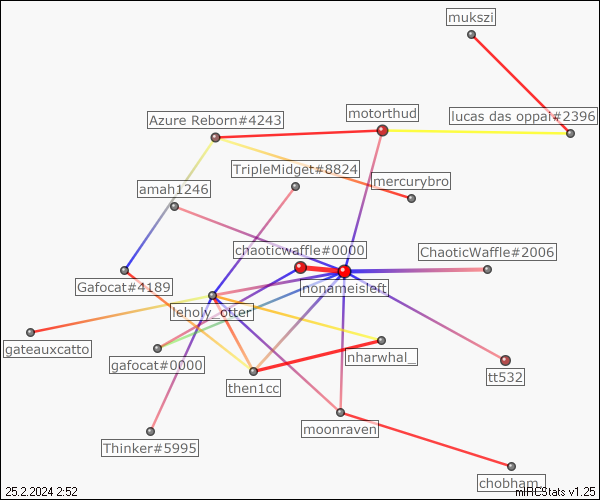 mukszi
motorthud
lucas das oppai#2396
Azure Reborn#4243
TripleMidget#8824
mercurybro
amah1246
chaoticwaffle#0000
ChaoticWaffle#2006
Gafocat#4189
nonameisleft
leholy_otter
gateauxcatto
gafocat#0000
nharwhal_
then1cc
tt532
moonraven
Thinker#5995
chobham_
25.2.2024 2:52
mIRCStats v1.25